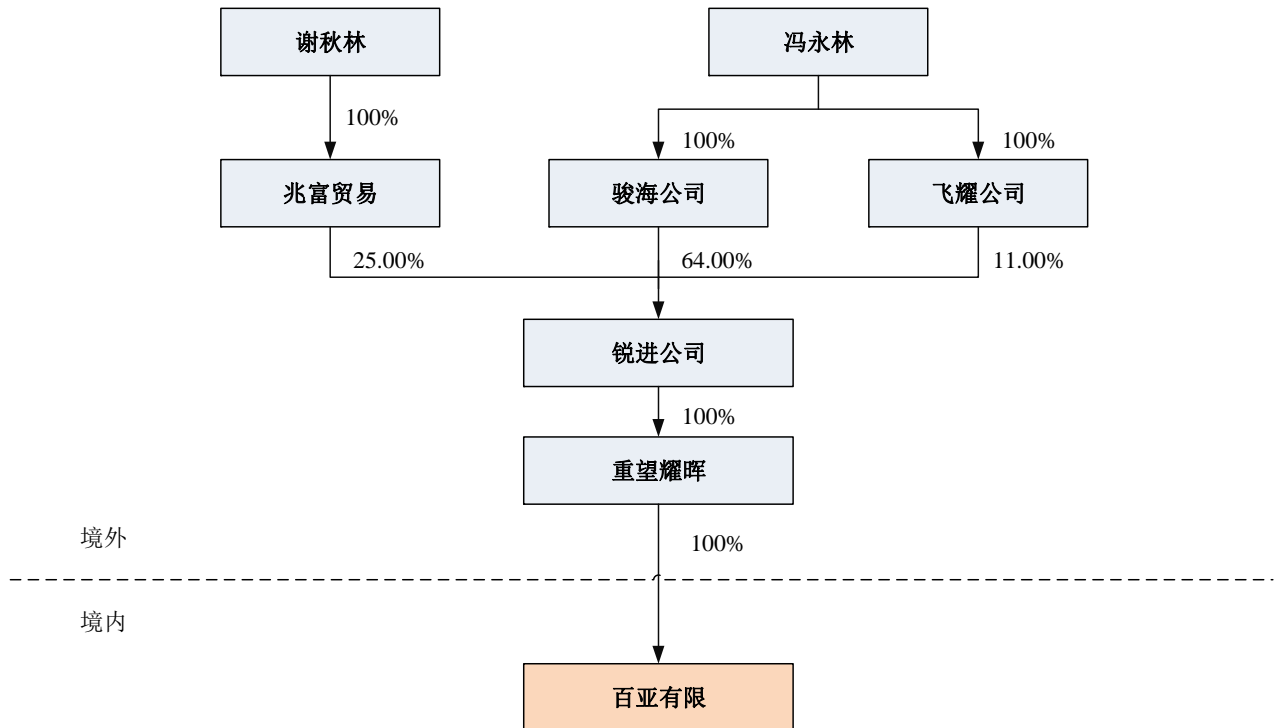 谢秋林
冯永林
100%
100%
100%
兆富贸易
骏海公司
飞耀公司
25.00%
64.00%
11.00%
锐进公司
100%
重望耀晖
境外
100%
境内
百亚有限